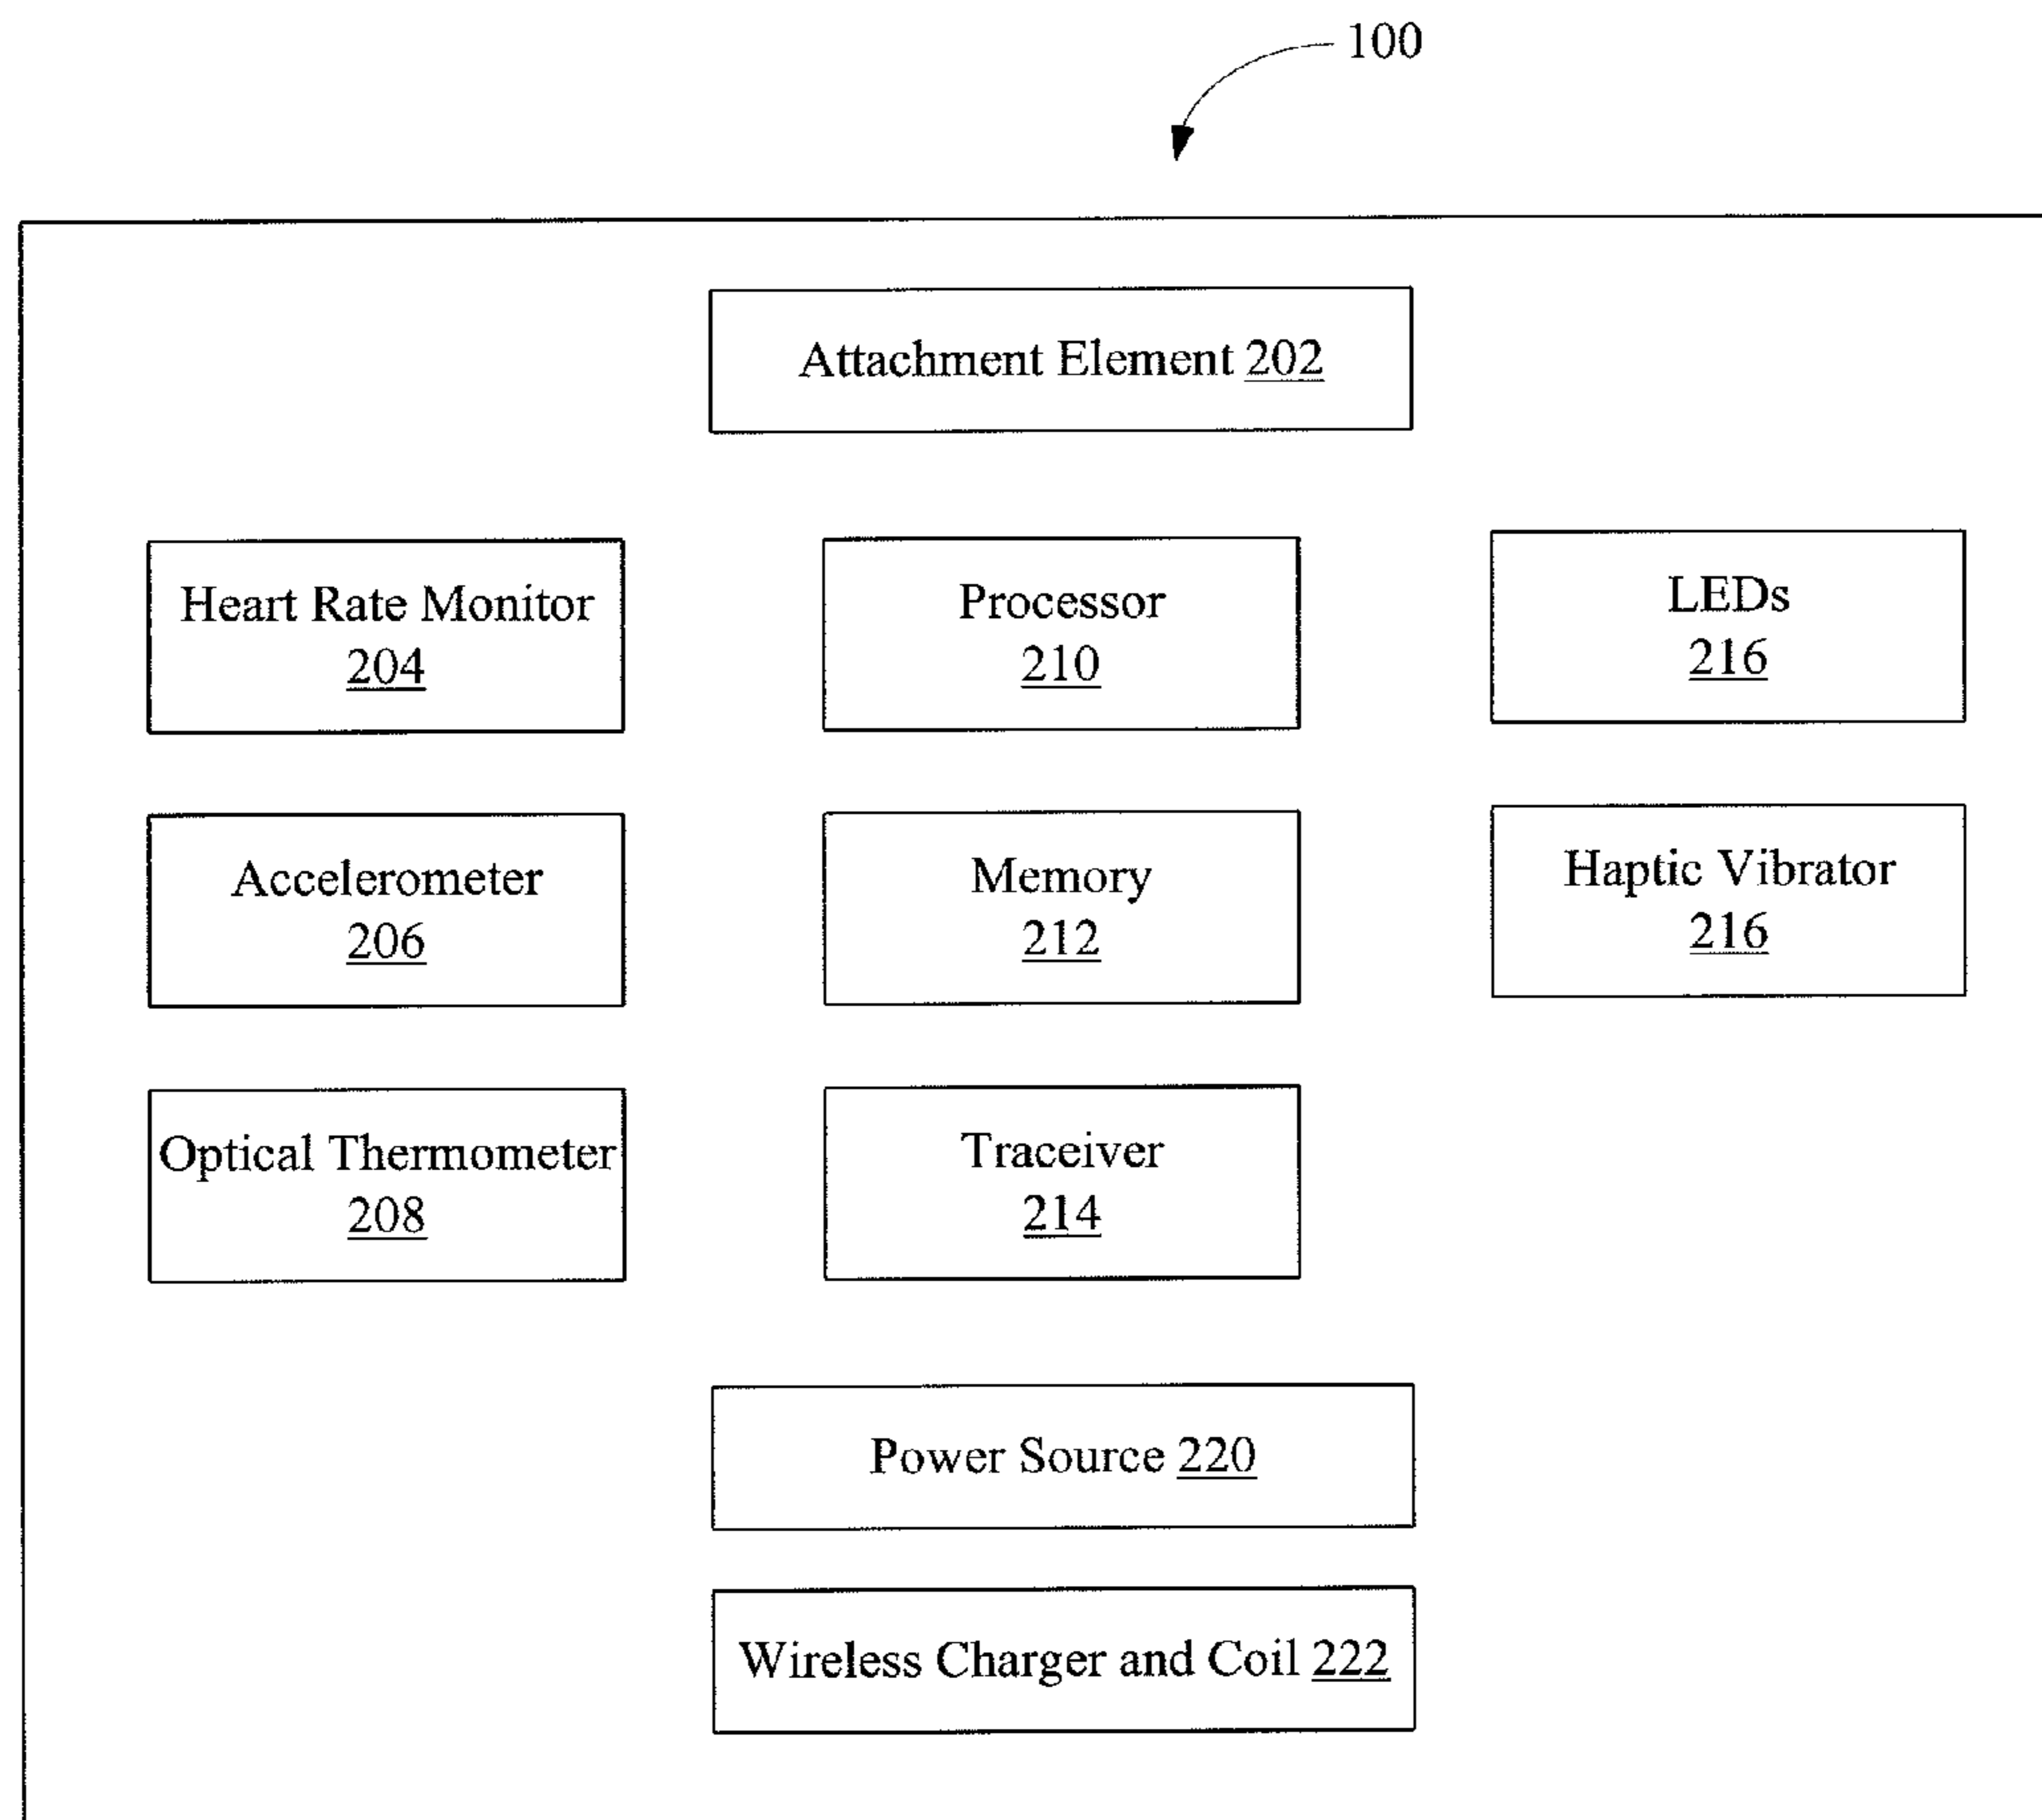 100
Attachment Element 202
Heart Rate Monitor
204
Processor
210
LEDs
216
Accelerometer
206
Memory
212
Haptic Vibrator
216
Optical Thermometer
208
Traceiver
214
Power Source 220
Wireless Charger and Coil 222